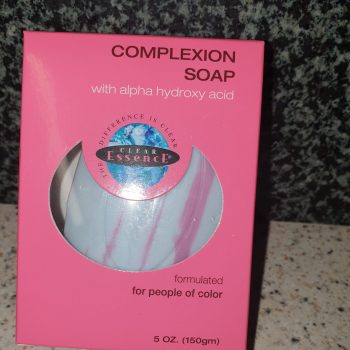 COMPLEXION
SOAP
with alpha hydroxy acid
THE DIFFERENCE IS CLEAR
CLEAR
EssencE
formulated
for people of color
5 OZ. (150gm)